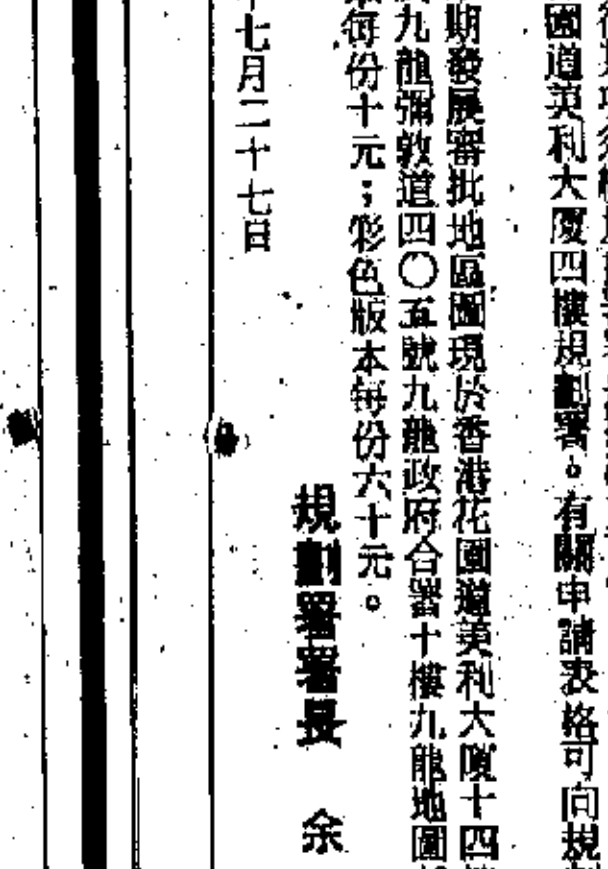 園道美利大厦四樓規劃署。有關申請表格可向規
期發展審批地區圖現於香港花園道美利大厦十四
九龍彌敦道四〇五號九龍政府合署十樓九龍地圖
每份十元；彩色版本每份六十元。
規劃署署長 余
七月二十七日